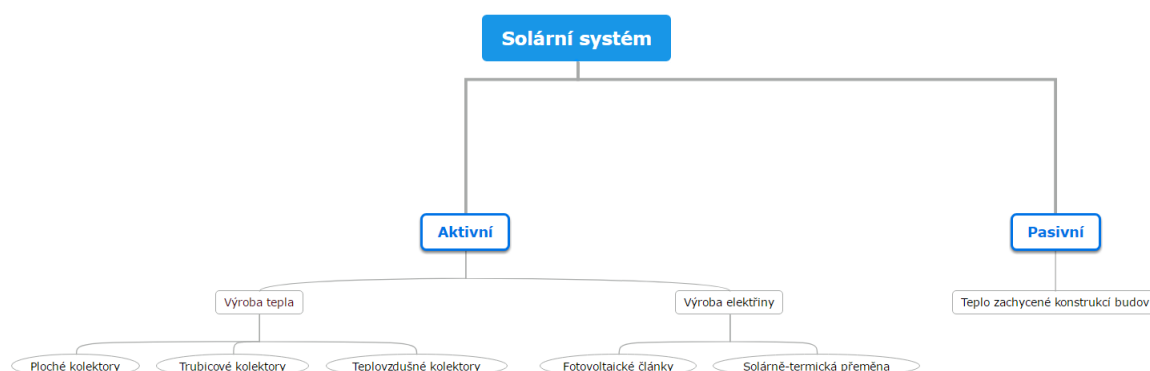 Solární systém
Aktivní
Pasivní
Výroba tepla
Výroba elektřiny
Teplo zachycené konstrukcí budov
Ploché kolektory
Trubicové kolektory
Teplovzdušné kolektory
Fotovoltaické články
Solárně-termická přeměna